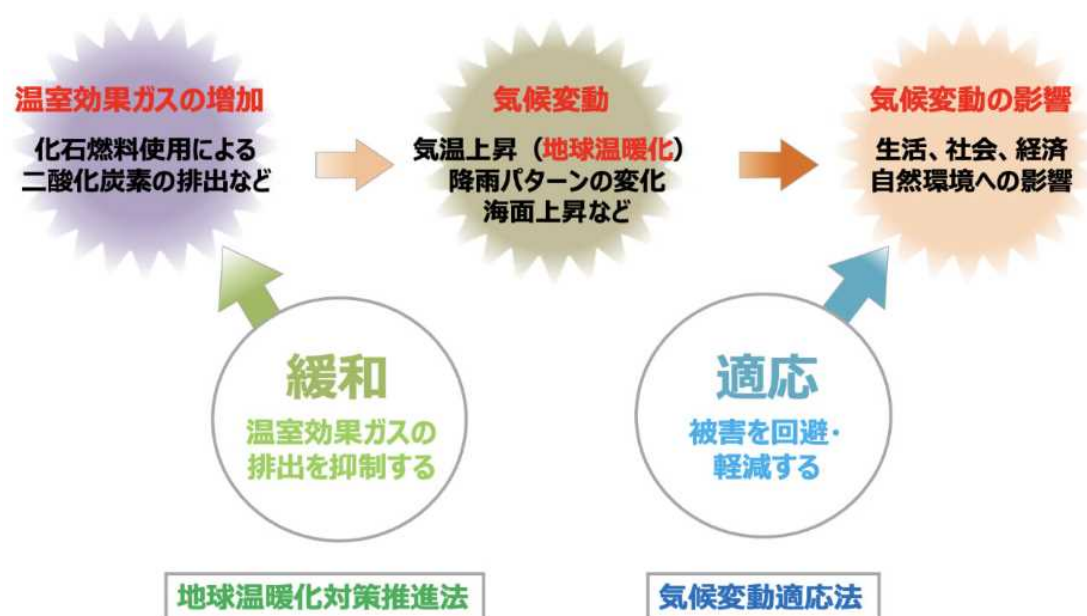 温室効果ガスの増加
化石燃料使用による
二酸化炭素の排出など
気候変動
気温上昇（地球温暖化）
降雨パターンの変化
海面上昇など
気候変動の影響
生活、社会、経済
自然環境への影響
緩和
温室効果ガスの
排出を抑制する
適応
被害を回避・
軽減する
地球温暖化対策推進法
気候変動適応法